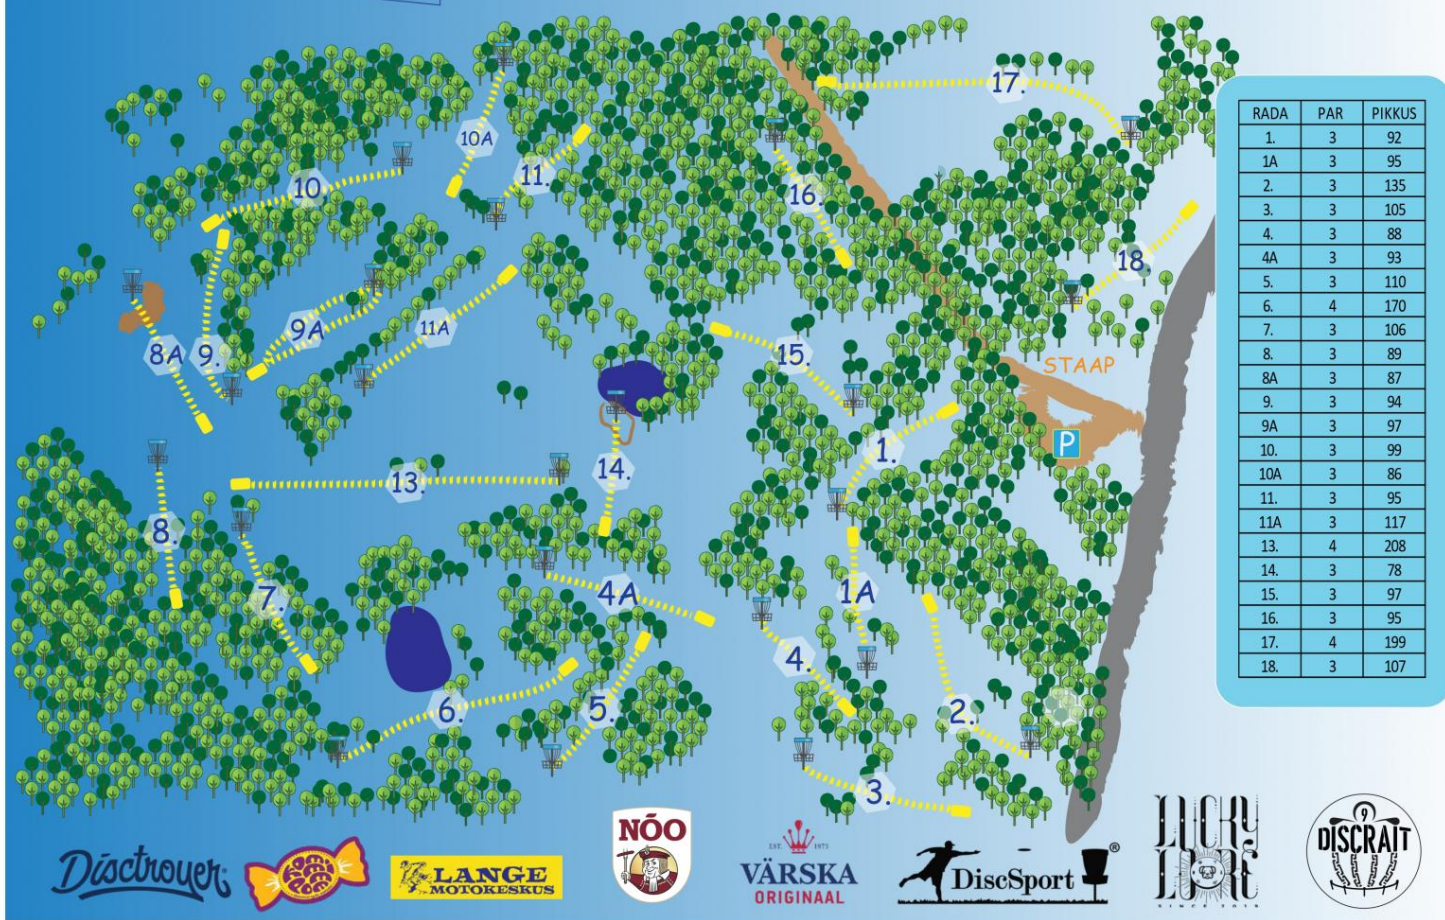 17.
10A
11.
10.
16.
18.
9A
11A
8A
9.
15.
STAAP
P
1.
14.
13.
8.
7.
4A
1A
4.
6.
5.
2.
3.
RADA PAR PIKKUS
1. 3 92
1A 3 95
2. 3 135
3. 3 105
4. 3 88
4A 3 93
5. 3 110
6. 4 170
7. 3 106
8. 3 89
8A 3 87
9. 3 94
9A 3 97
10. 3 99
10A 3 86
11. 3 95
11A 3 117
13. 4 208
14. 3 78
15. 3 97
16. 3 95
17. 4 199
18. 3 107
Disctroyer
LANGE
MOTOKESKUS
NÕO
EST. 1973
VÄRSKA
ORIGINAAL
DiscSport ®
LUCKY
LORE
9
DISCRAIT